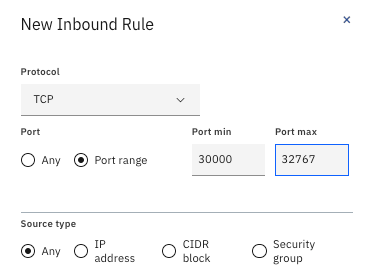 New Inbound Rule
×
Protocol
TCP
Port Port min Port max
Any Port range 30000 32767
Source type
Any IP address CIDR block Security group